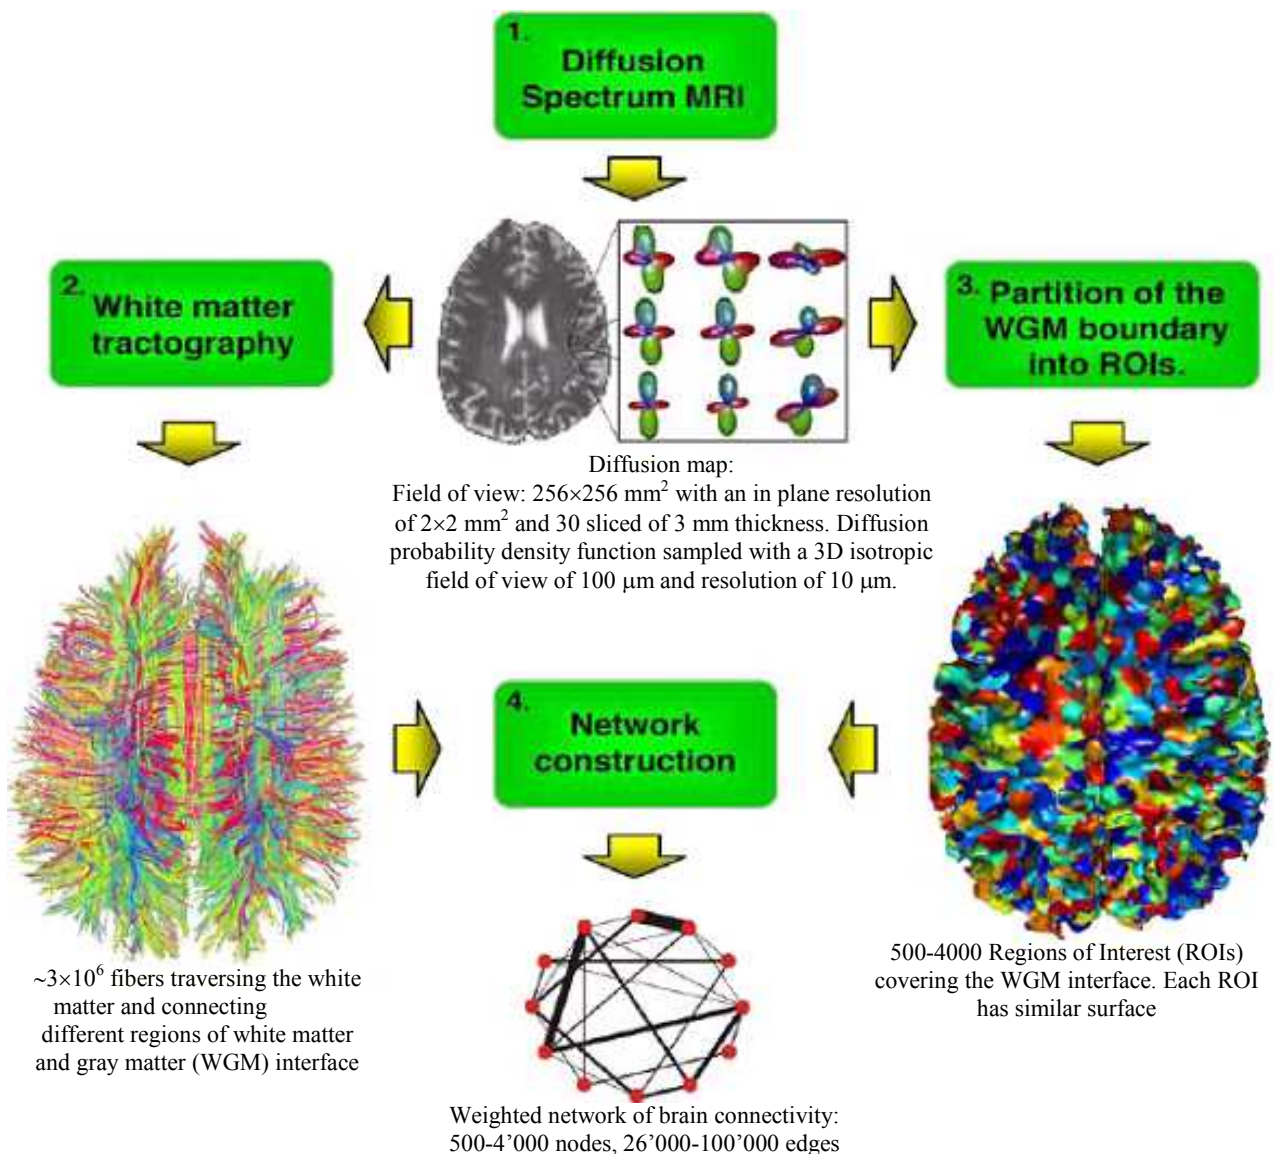 1.
Diffusion
Spectrum MRI
2.
White matter
tractography
3. Partition of the
WGM boundary
into ROIs.
Diffusion map:
Field of view: 256×256 mm² with an in plane resolution
of 2×2 mm² and 30 sliced of 3 mm thickness. Diffusion
probability density function sampled with a 3D isotropic
field of view of 100 μm and resolution of 10 μm.
4.
Network
construction
~3×10⁶ fibers traversing the white
matter and connecting
different regions of white matter
and gray matter (WGM) interface
500-4000 Regions of Interest (ROIs)
covering the WGM interface. Each ROI
has similar surface
Weighted network of brain connectivity:
500-4’000 nodes, 26’000-100’000 edges